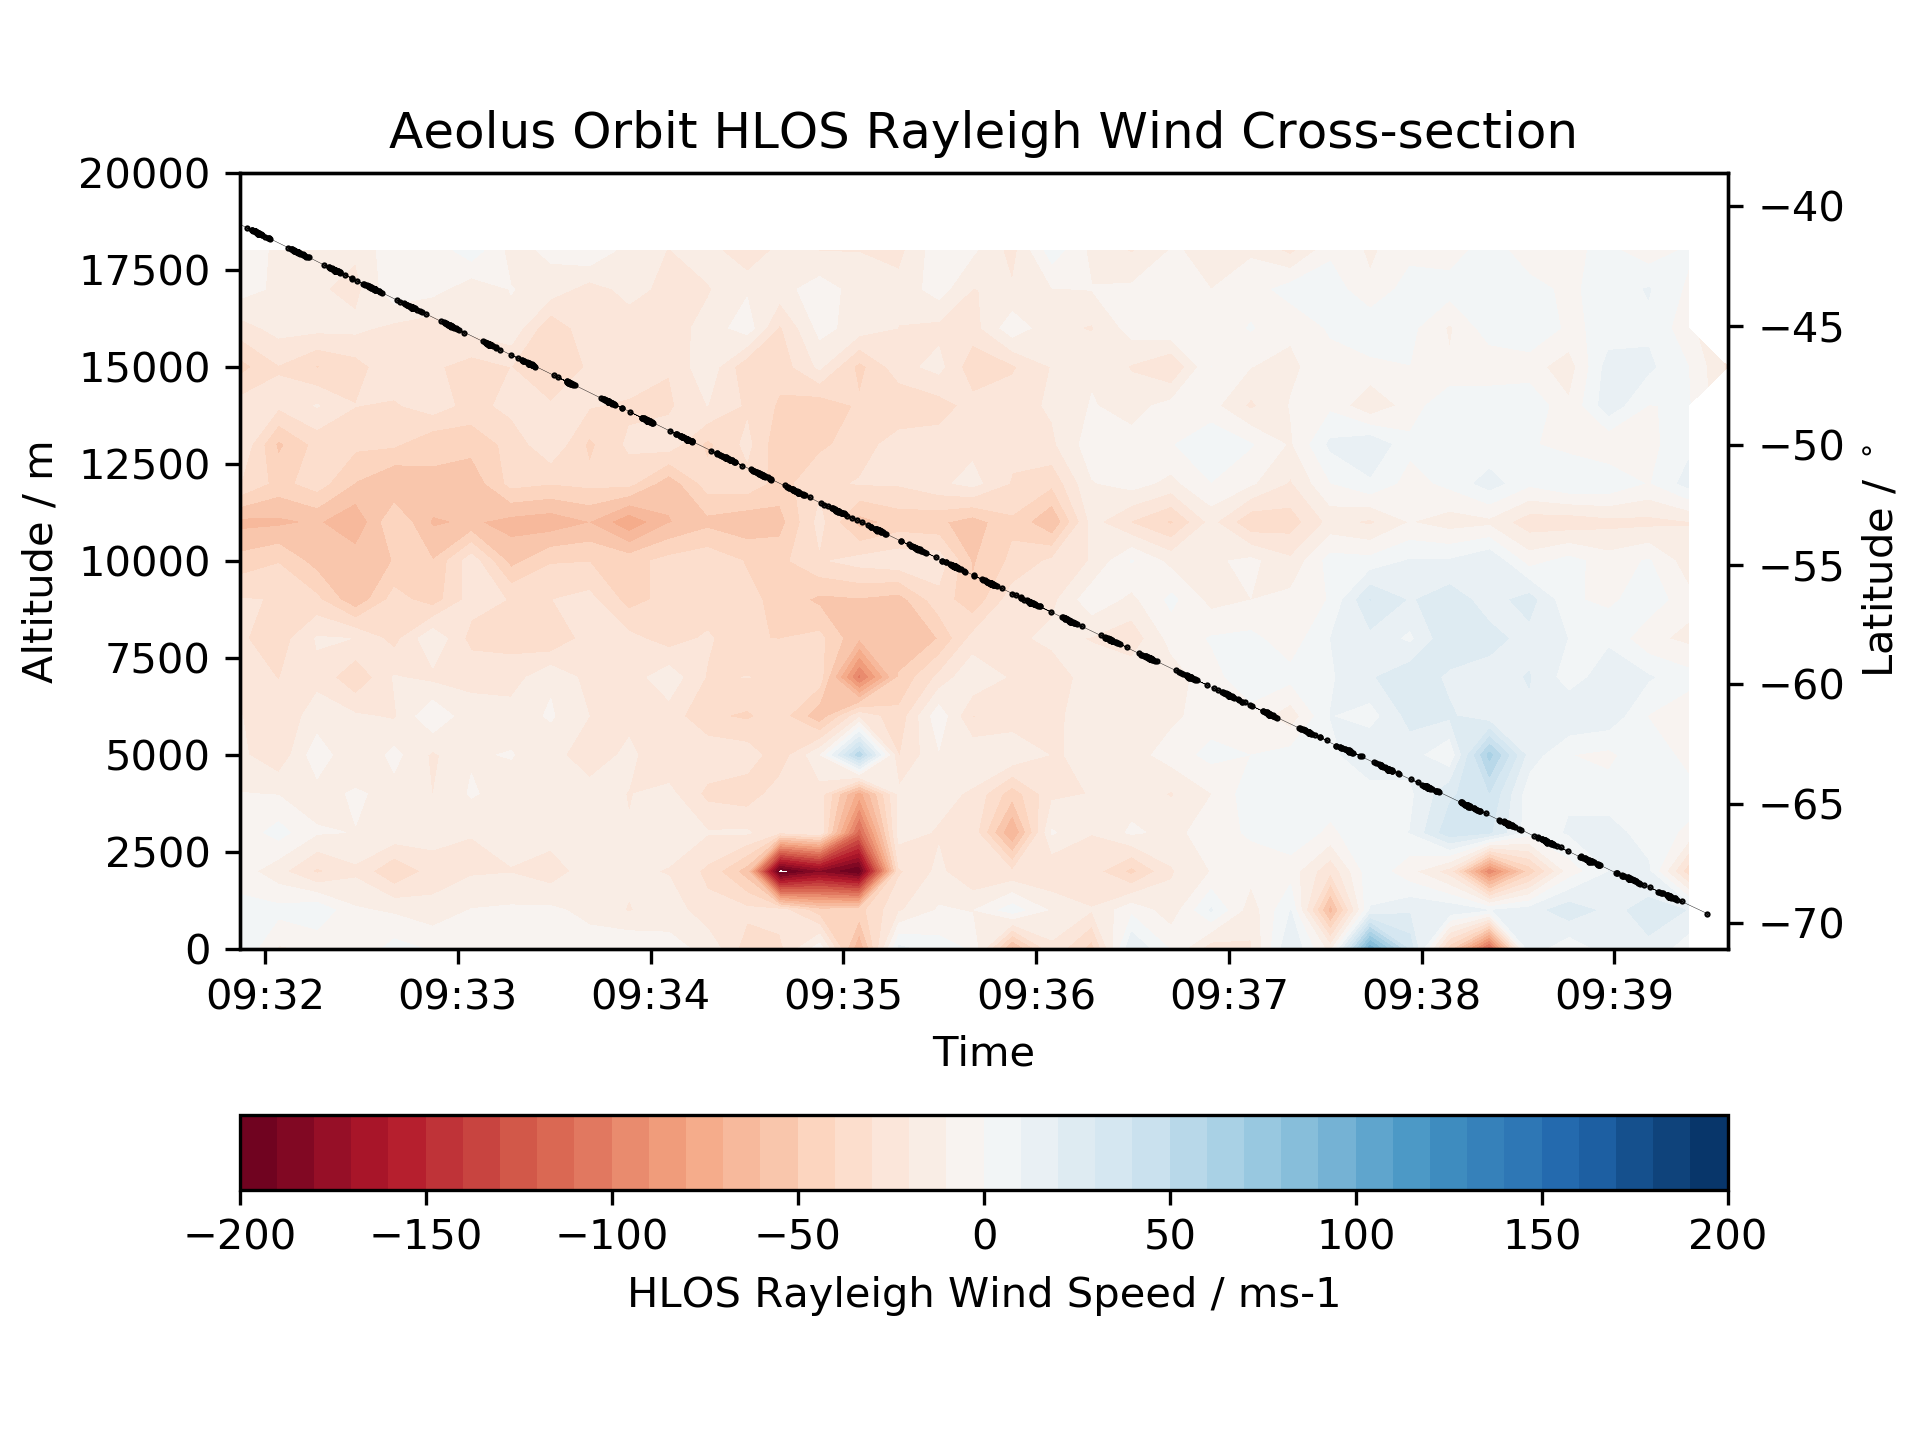 Aeolus Orbit HLOS Rayleigh Wind Cross-section
20000
17500
15000
12500
10000
7500
5000
2500
0
Altitude / m
−40
−45
−50
−55
−60
−65
−70
Latitude / °
09:32 09:33 09:34 09:35 09:36 09:37 09:38 09:39
Time
−200 −150 −100 −50 0 50 100 150 200
HLOS Rayleigh Wind Speed / ms-1